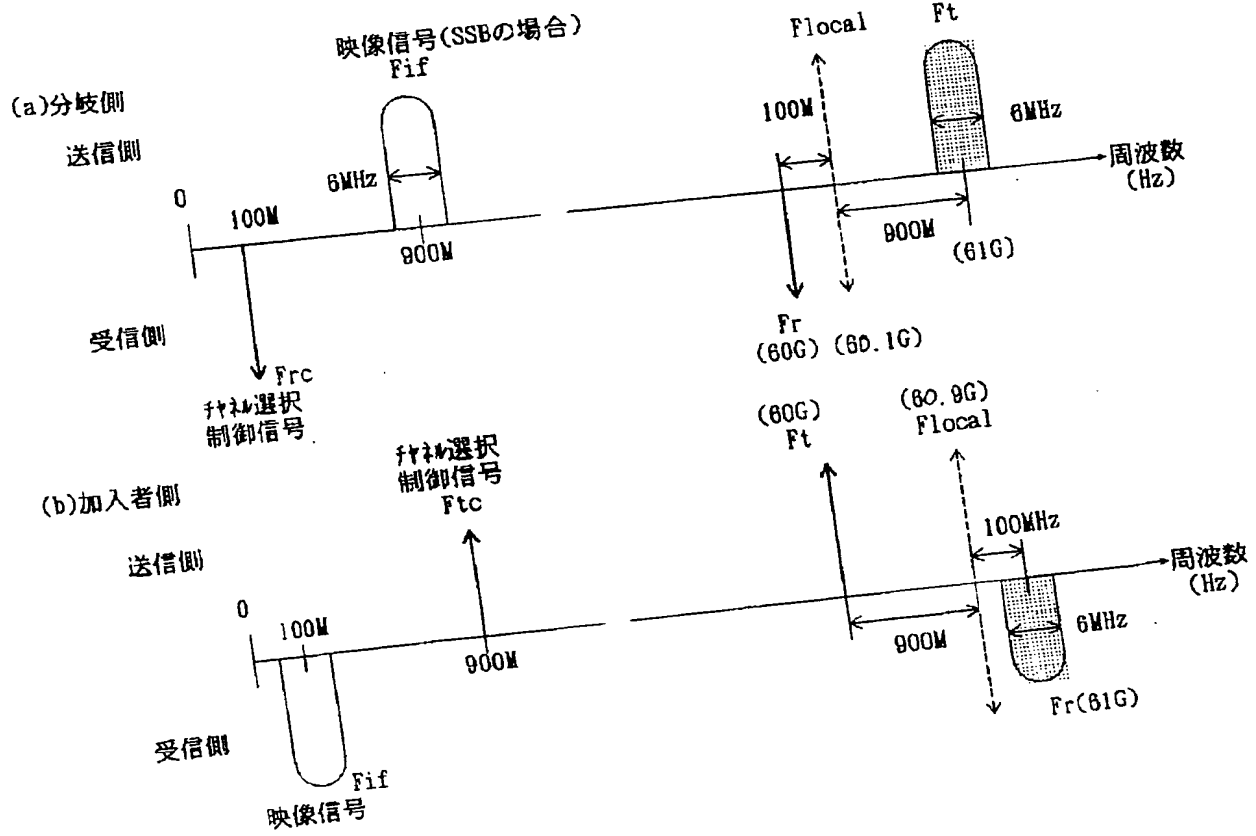 (a)分岐側
送信側
映像信号(SSBの場合)
Fif
6MHz
0
100M
900M
Flocal
Ft
100M
6MHz
周波数
(Hz)
900M
(61G)
受信側
Frc
チャネル選択
制御信号
Fr
(60G) (60.1G)
(b)加入者側
送信側
チャネル選択
制御信号
Ftc
(60G)
Ft
(60.9G)
Flocal
100MHz
周波数
(Hz)
0
100M
900M
900M
6MHz
Fr(61G)
受信側
Fif
映像信号